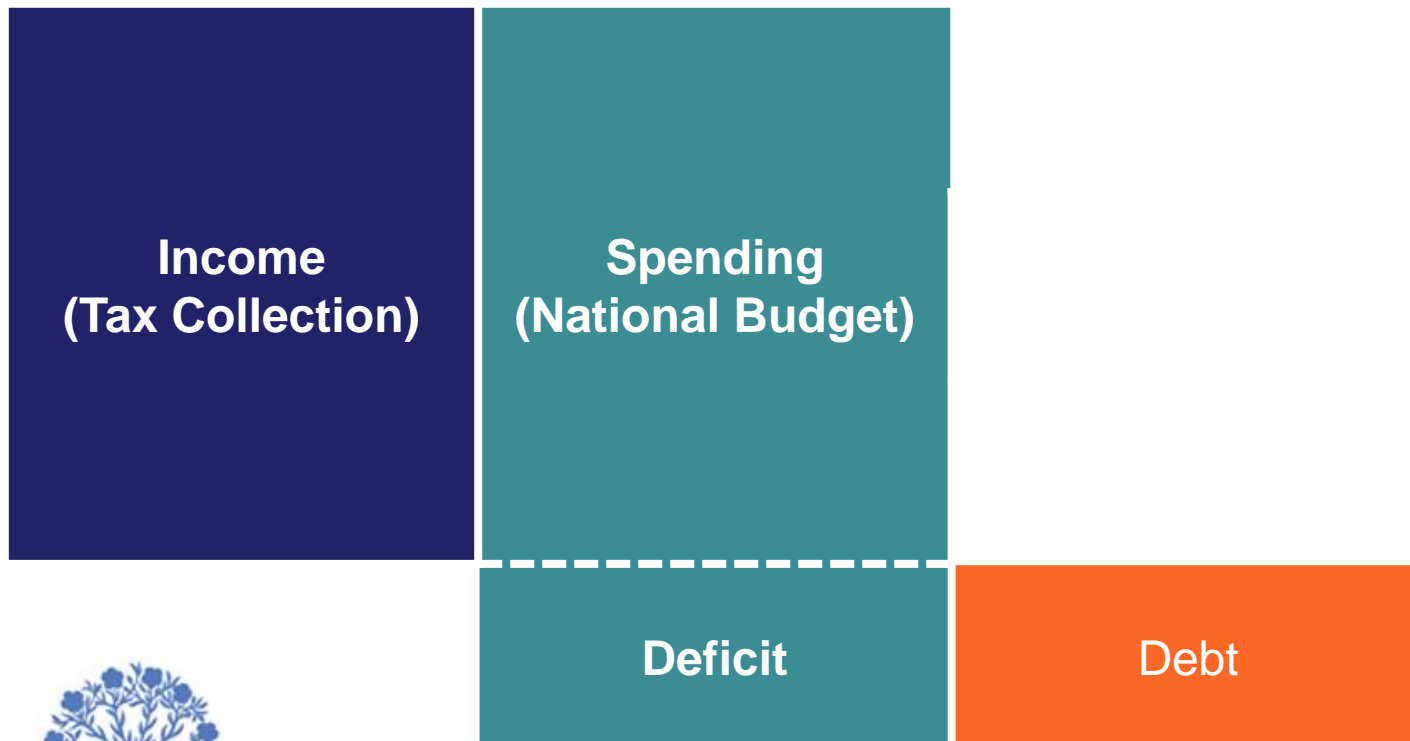 Income
(Tax Collection)
Spending
(National Budget)
Deficit
Debt